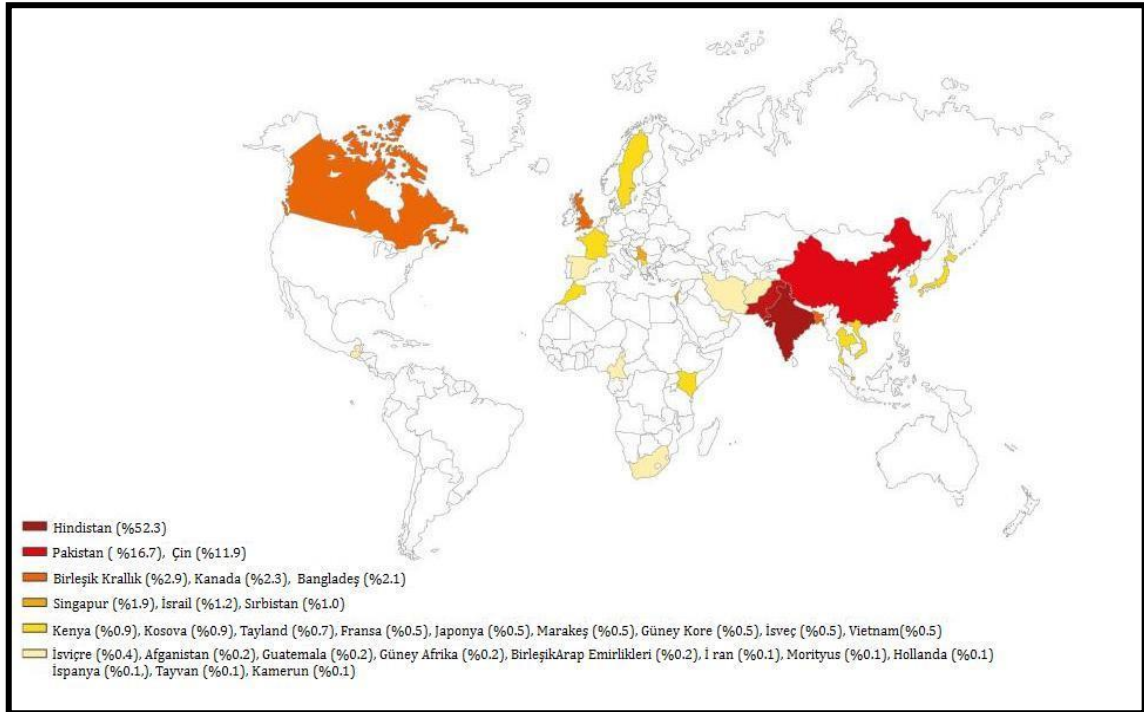 Hindistan (%52.3)
Pakistan ( %16.7), Çin (%11.9)
Birleşik Krallık (%2.9), Kanada (%2.3), Bangladeş (%2.1)
Singapur (%1.9), İsrail (%1.2), Sırbistan (%1.0)
Kenya (%0.9), Kosova (%0.9), Tayland (%0.7), Fransa (%0.5), Japonya (%0.5), Marakeş (%0.5), Güney Kore (%0.5), İsveç (%0.5), Vietnam(%0.5)
İsviçre (%0.4), Afganistan (%0.2), Guatemala (%0.2), Güney Afrika (%0.2), BirleşikArap Emirlikleri (%0.2), İ ran (%0.1), Morityus (%0.1), Hollanda (%0.1)
İspanya (%0.1,), Tayvan (%0.1), Kamerun (%0.1)